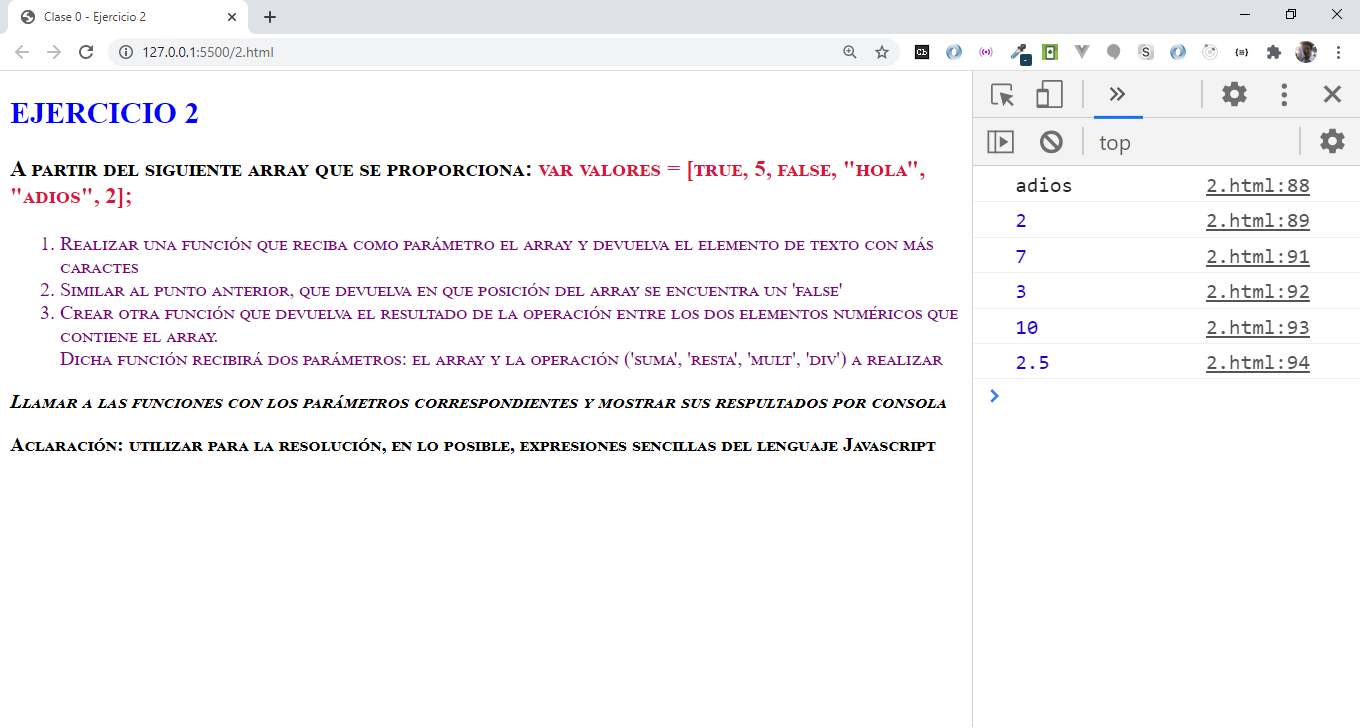 Clase 0 - Ejercicio 2
127.0.0.1:5500/2.html
Cb
S
EJERCICIO 2
A partir del siguiente array que se proporciona: var valores = [true, 5, false, "hola",
"adios", 2];
1. Realizar una función que reciba como parámetro el array y devuelva el elemento de texto con más
caractes
2. Similar al punto anterior, que devuelva en que posición del array se encuentra un 'false'
3. Crear otra función que devuelva el resultado de la operación entre los dos elementos numéricos que
contiene el array.
Dicha función recibirá dos parámetros: el array y la operación ('suma', 'resta', 'mult', 'div') a realizar
Llamar a las funciones con los parámetros correspondientes y mostrar sus respultados por consola
Aclaración: utilizar para la resolución, en lo posible, expresiones sencillas del lenguaje Javascript
top
adios 2.html:88
2 2.html:89
7 2.html:91
3 2.html:92
10 2.html:93
2.5 2.html:94